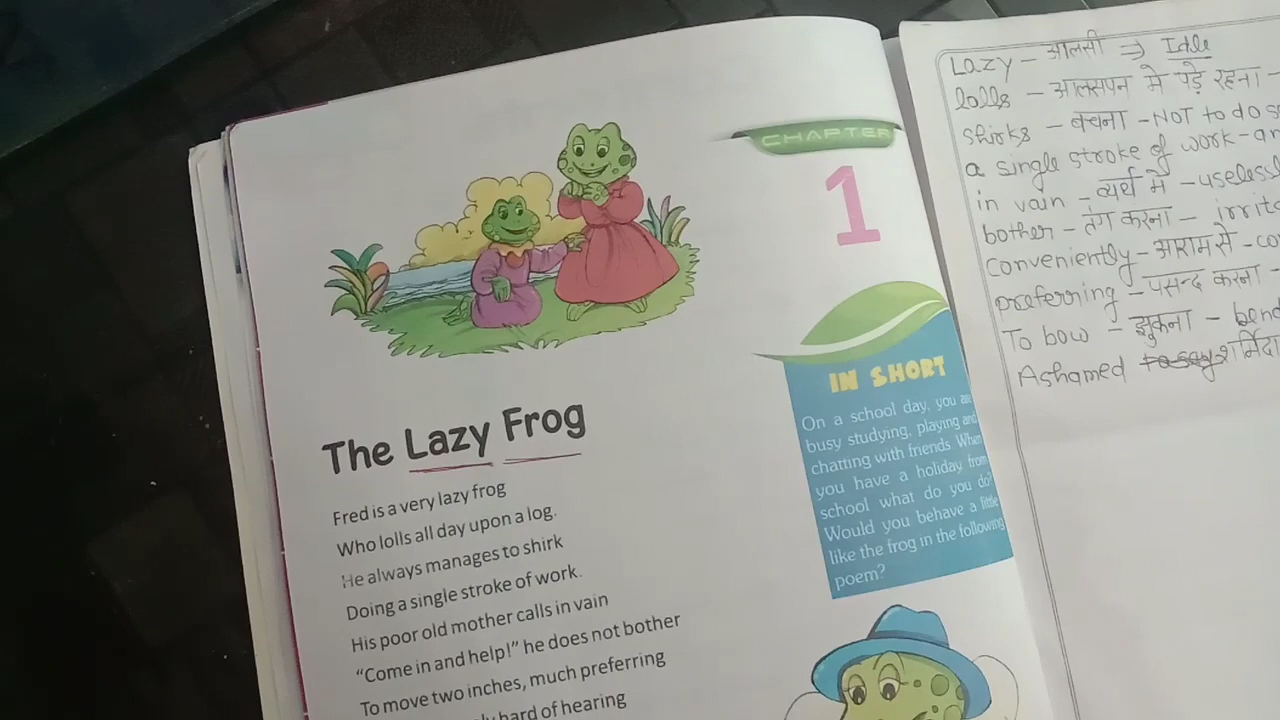 CHAPTER
1
The Lazy Frog
Fred is a very lazy frog
Who lolls all day upon a log.
He always manages to shirk
Doing a single stroke of work.
His poor old mother calls in vain
"Come in and help!" he does not bother
To move two inches, much preferring
hard of hearing
IN SHORT
On a school day, you are
busy studying, playing and
chatting with friends. When
you have a holiday from
school what do you do?
Would you behave a little
like the frog in the following
poem?
Lazy - आलसी ⇒ Idle
lolls - आलसपन मे पड़े रहना -
shirks - बचना - NOT to do
a single stroke of work -
in vain - व्यर्थ मे - useless
bother - तंग करना -
Conveniently - आराम से -
preferring - पसन्द करना -
To bow - झुकना - bend
Ashamed